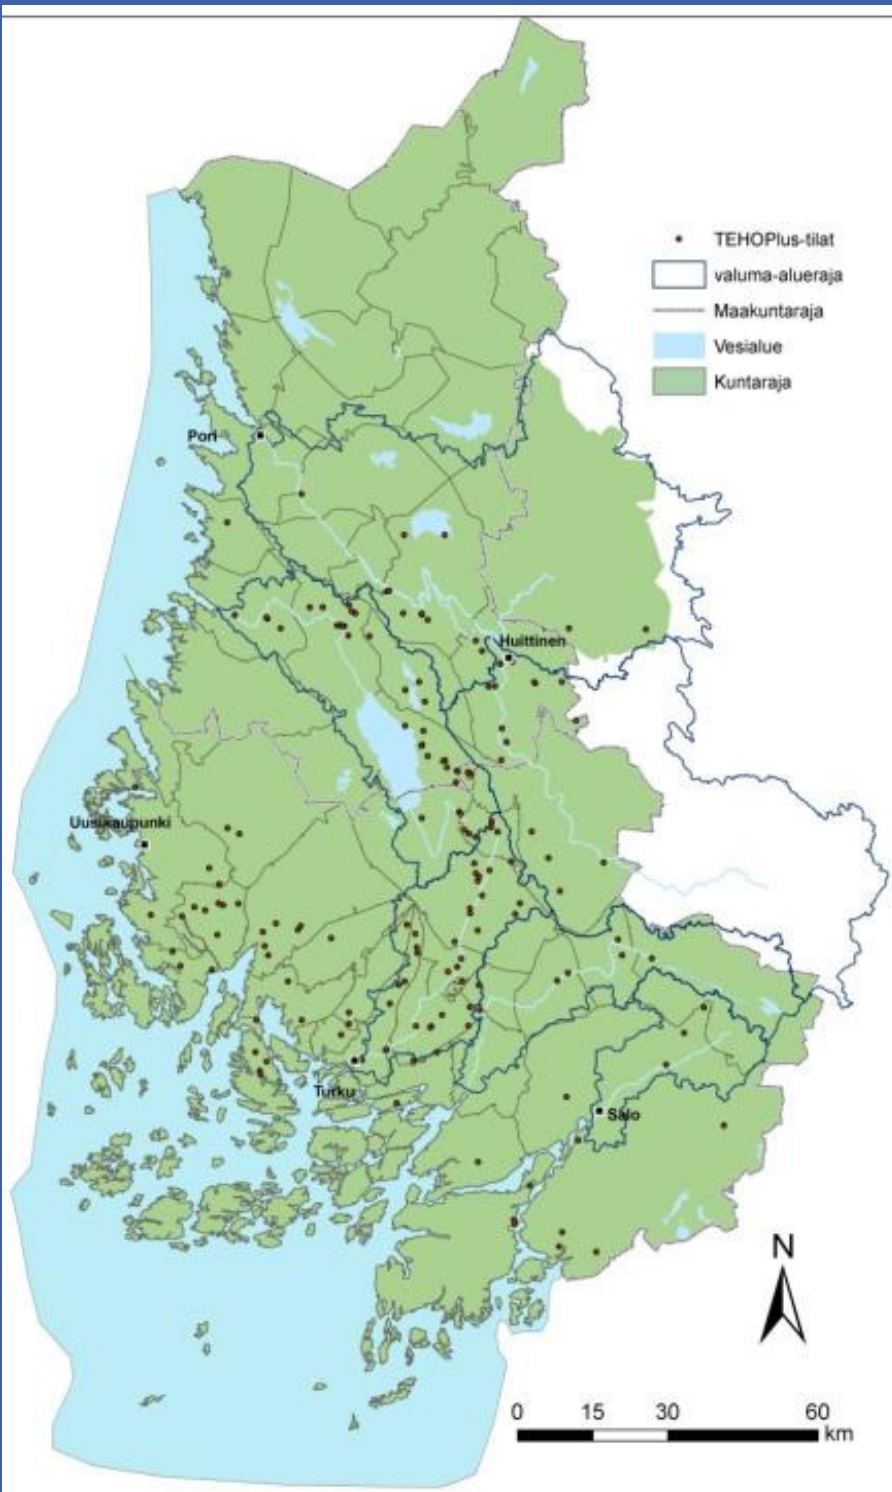 TEHOPlus-tilat
valuma-alueraja
Maakuntaraja
Vesialue
Kuntaraja
Pori
Huittinen
Uusikaupunki
Turku
Salo
N
0 15 30 60
km